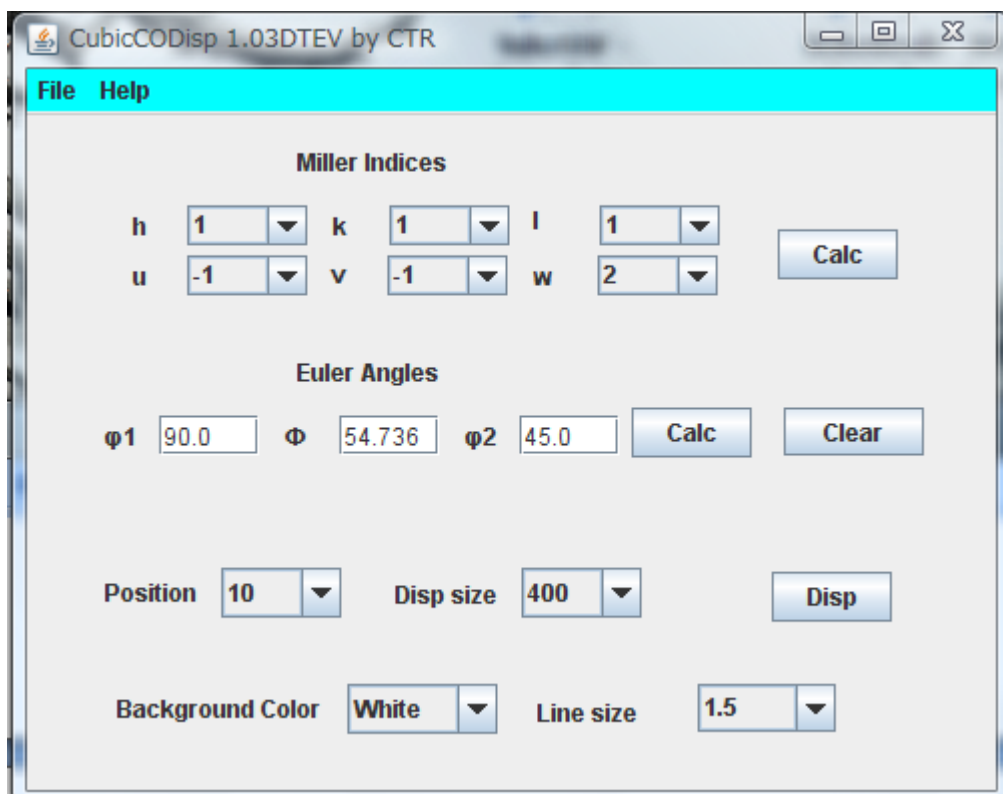 CubicCODisp 1.03DTEV by CTR
File Help
Miller Indices
h 1 k 1 l 1
Calc
u -1 v -1 w 2
Euler Angles
φ1 90.0 Φ 54.736 φ2 45.0 Calc Clear
Position 10 Disp size 400 Disp
Background Color White Line size 1.5